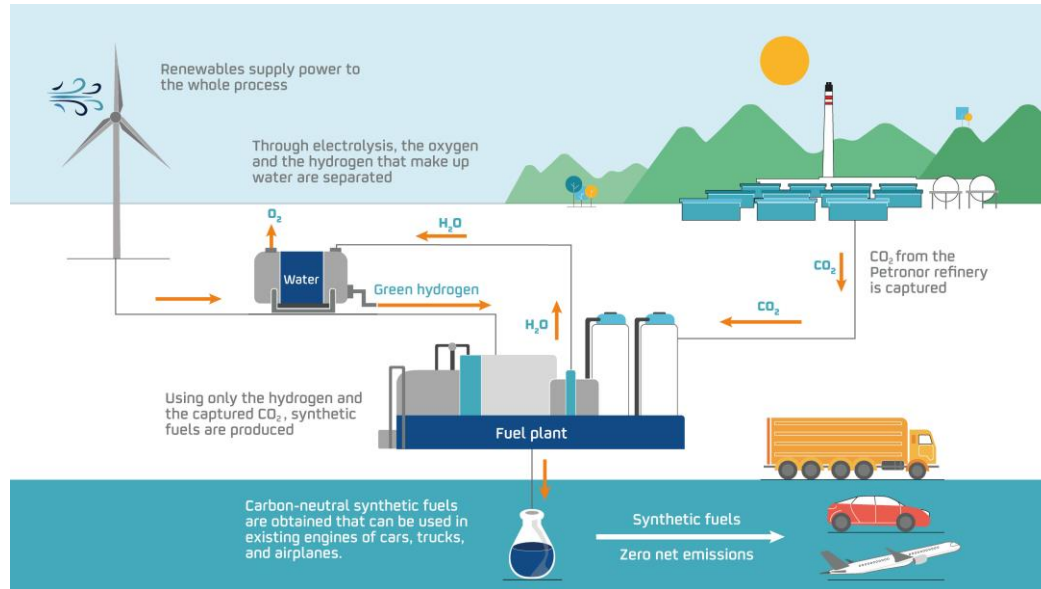 Renewables supply power to
the whole process
Through electrolysis, the oxygen
and the hydrogen that make up
water are separated
O₂
H₂O
Water
Green hydrogen
H₂O
CO₂
CO₂
CO₂ from the
Petronor refinery
is captured
Using only the hydrogen and
the captured CO₂, synthetic
fuels are produced
Fuel plant
Carbon-neutral synthetic fuels
are obtained that can be used in
existing engines of cars, trucks,
and airplanes.
Synthetic fuels
Zero net emissions